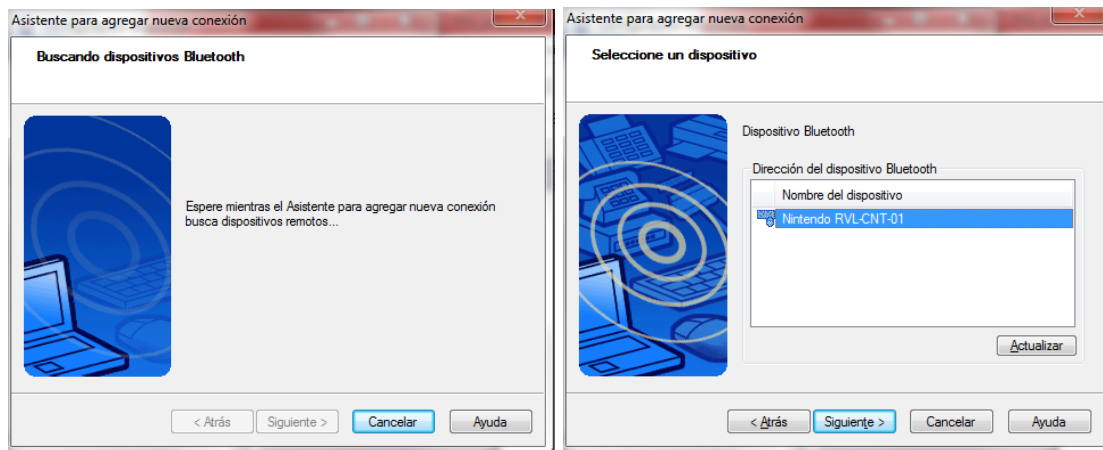 Asistente para agregar nueva conexión
Buscando dispositivos Bluetooth
Espere mientras el Asistente para agregar nueva conexión
busca dispositivos remotos...
< Atrás
Siguiente >
Cancelar
Ayuda
Asistente para agregar nueva conexión
Seleccione un dispositivo
Dispositivo Bluetooth
Dirección del dispositivo Bluetooth
Nombre del dispositivo
Nintendo RVL-CNT-01
Actualizar
< Atrás
Siguiente >
Cancelar
Ayuda